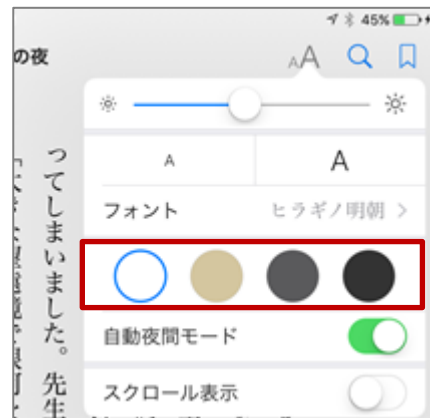 45%
の夜
AA
A A
フォント ヒラギノ明朝 >
自動夜間モード
スクロール表示
ってしまいました。先生